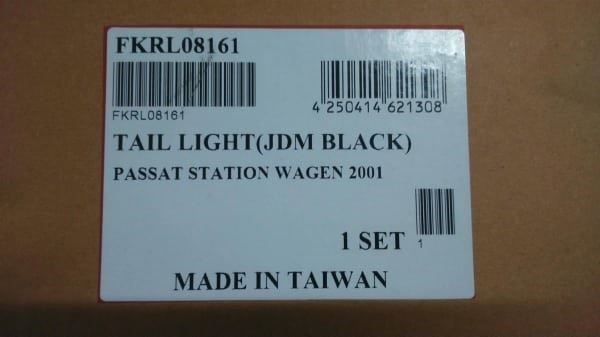 FKRL08161
FKRL08161
4 250414 621308
TAIL LIGHT(JDM BLACK)
PASSAT STATION WAGEN 2001
1 SET
1
MADE IN TAIWAN